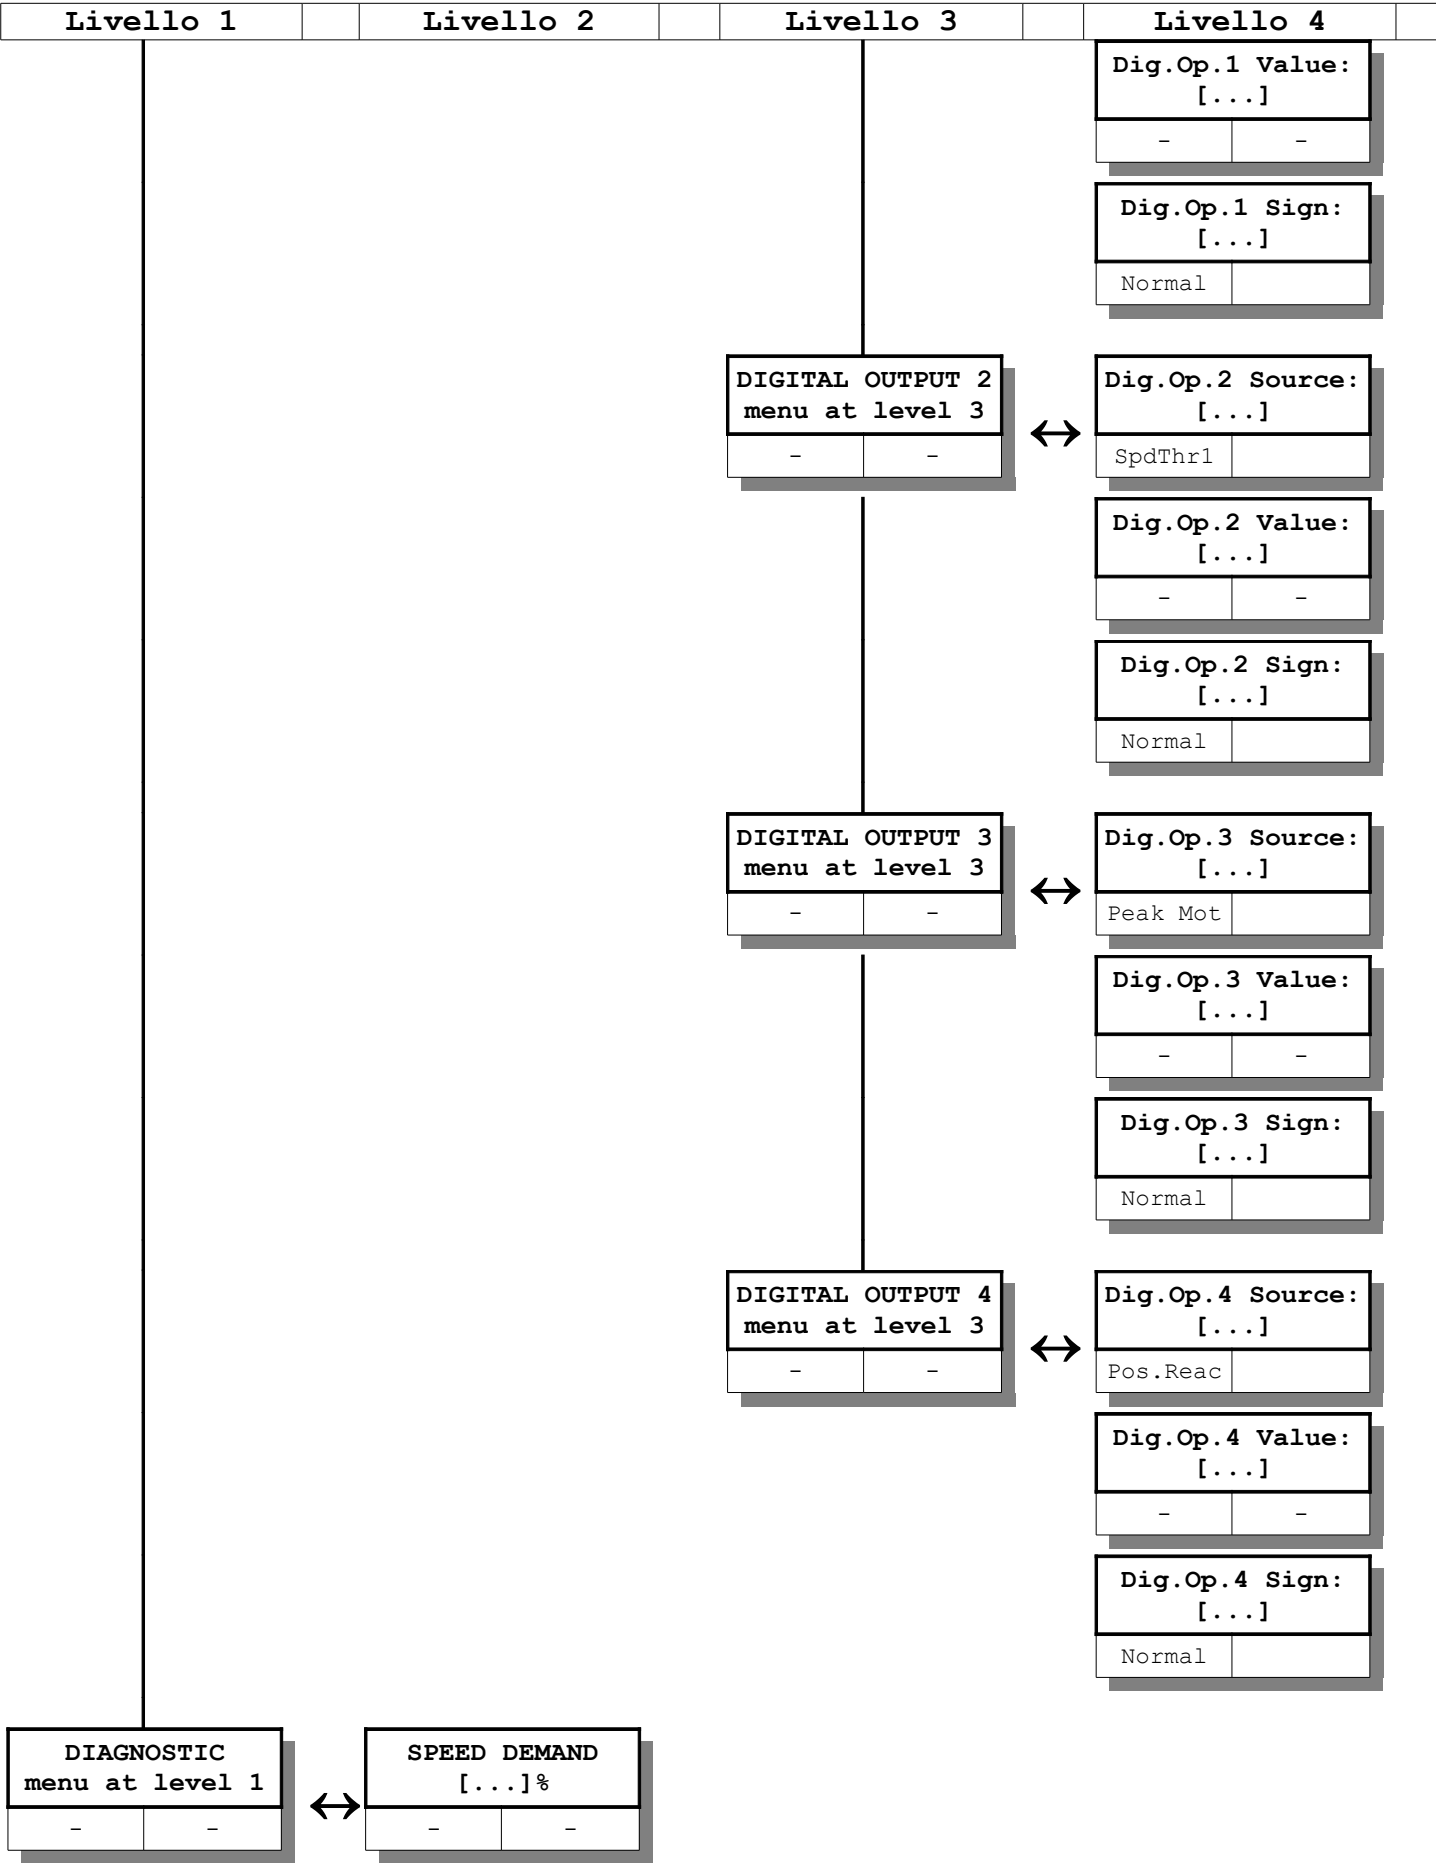 Livello 1 Livello 2 Livello 3 Livello 4
Dig.Op.1 Value:
[...]
- -
Dig.Op.1 Sign:
[...]
Normal
DIGITAL OUTPUT 2
menu at level 3
- -
Dig.Op.2 Source:
[...]
SpdThr1
Dig.Op.2 Value:
[...]
- -
Dig.Op.2 Sign:
[...]
Normal
DIGITAL OUTPUT 3
menu at level 3
- -
Dig.Op.3 Source:
[...]
Peak Mot
Dig.Op.3 Value:
[...]
- -
Dig.Op.3 Sign:
[...]
Normal
DIGITAL OUTPUT 4
menu at level 3
- -
Dig.Op.4 Source:
[...]
Pos.Reac
Dig.Op.4 Value:
[...]
- -
Dig.Op.4 Sign:
[...]
Normal
DIAGNOSTIC
menu at level 1
- -
SPEED DEMAND
[...]%
- -